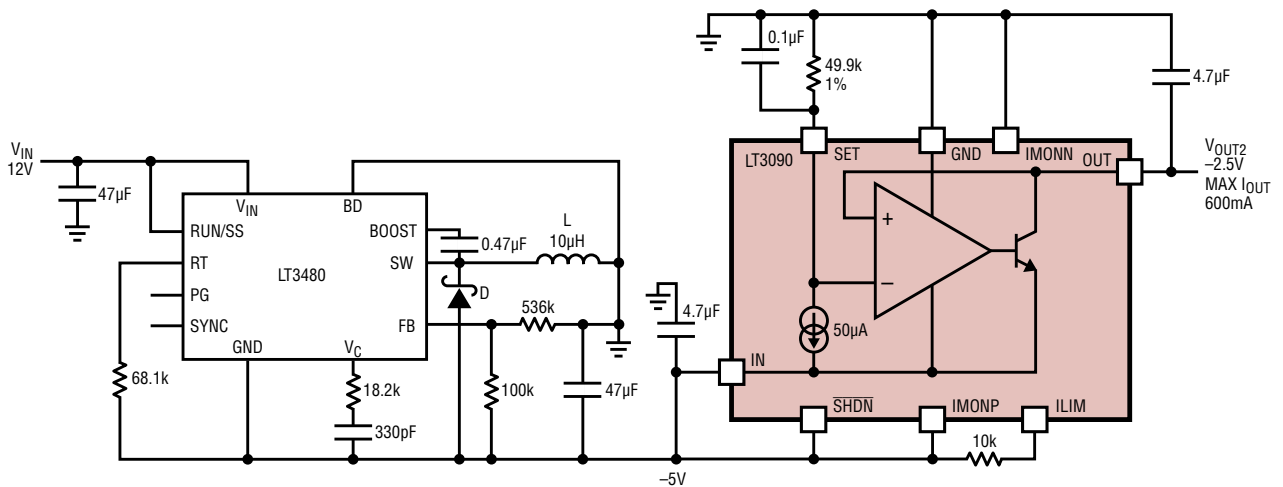 V_IN
12V
47µF
V_IN
BD
RUN/SS
BOOST
0.47µF
L
10µH
RT
LT3480
SW
D
PG
SYNC
FB
536k
GND
V_C
68.1k
18.2k
330pF
100k
47µF
–5V
0.1µF
49.9k
1%
4.7µF
LT3090
SET
GND
IMONN
OUT
V_OUT2
–2.5V
MAX I_OUT
600mA
+
–
50µA
4.7µF
IN
SHDN
IMONP
ILIM
10k